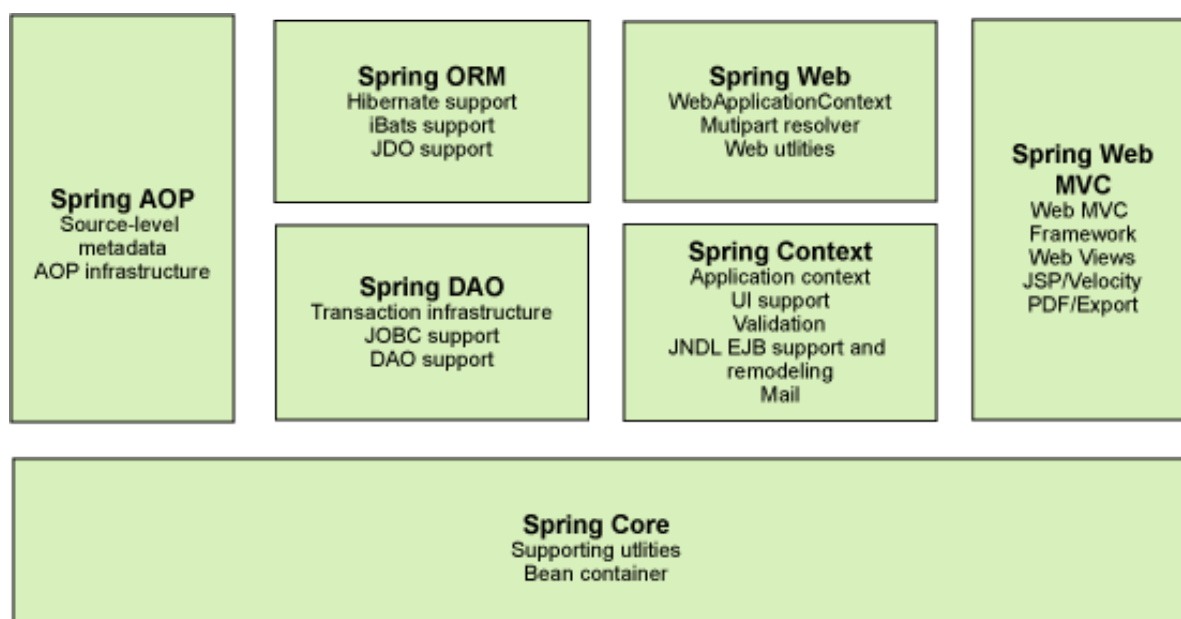 Spring AOP
Source-level
metadata
AOP infrastructure
Spring ORM
Hibernate support
iBats support
JDO support
Spring DAO
Transaction infrastructure
JOBC support
DAO support
Spring Web
WebApplicationContext
Mutipart resolver
Web utlities
Spring Context
Application context
UI support
Validation
JNDL EJB support and
remodeling
Mail
Spring Web
MVC
Web MVC
Framework
Web Views
JSP/Velocity
PDF/Export
Spring Core
Supporting utlities
Bean container